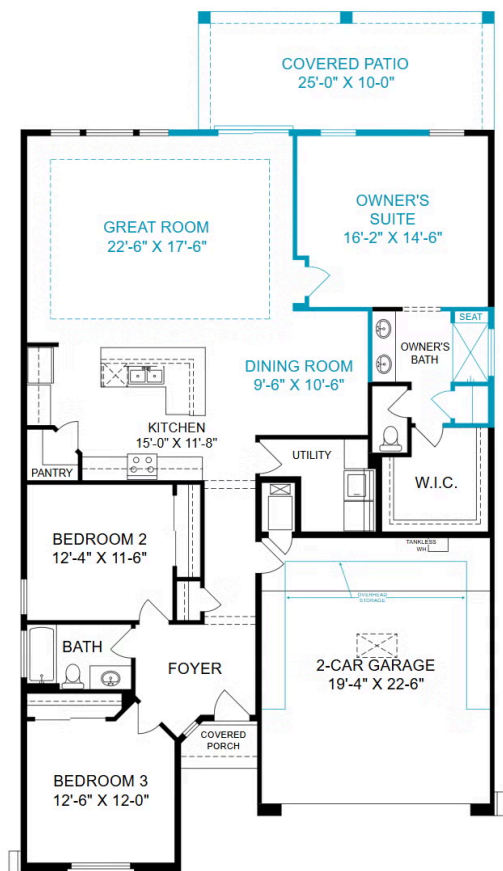 COVERED PATIO
25'-0" X 10'-0"
GREAT ROOM
22'-6" X 17'-6"
OWNER'S
SUITE
16'-2" X 14'-6"
SEAT
OWNER'S
BATH
DINING ROOM
9'-6" X 10'-6"
KITCHEN
15'-0" X 11'-8"
PANTRY
UTILITY
W.I.C.
BEDROOM 2
12'-4" X 11'-6"
TANKLESS
WH
OVERHEAD
STORAGE
BATH
FOYER
2-CAR GARAGE
19'-4" X 22'-6"
COVERED
PORCH
BEDROOM 3
12'-6" X 12'-0"